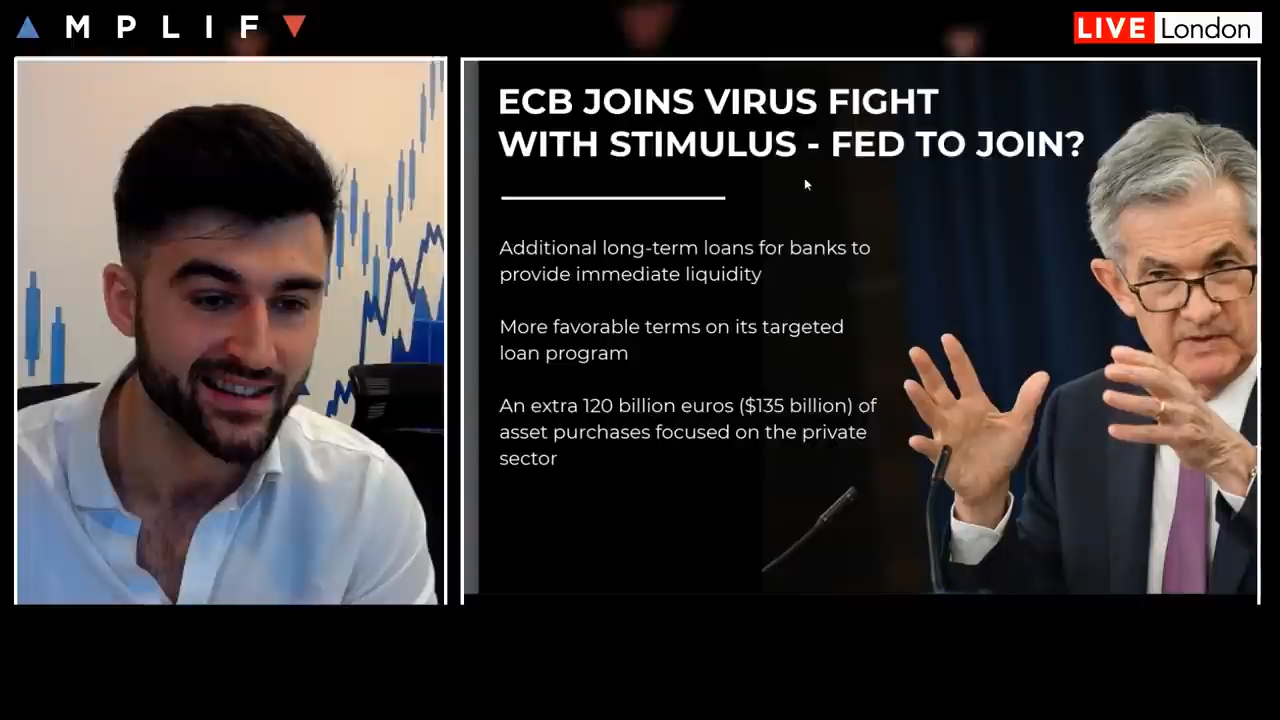 AMPLIFY
LIVE London
ECB JOINS VIRUS FIGHT
WITH STIMULUS - FED TO JOIN?
Additional long-term loans for banks to
provide immediate liquidity
More favorable terms on its targeted
loan program
An extra 120 billion euros ($135 billion) of
asset purchases focused on the private
sector